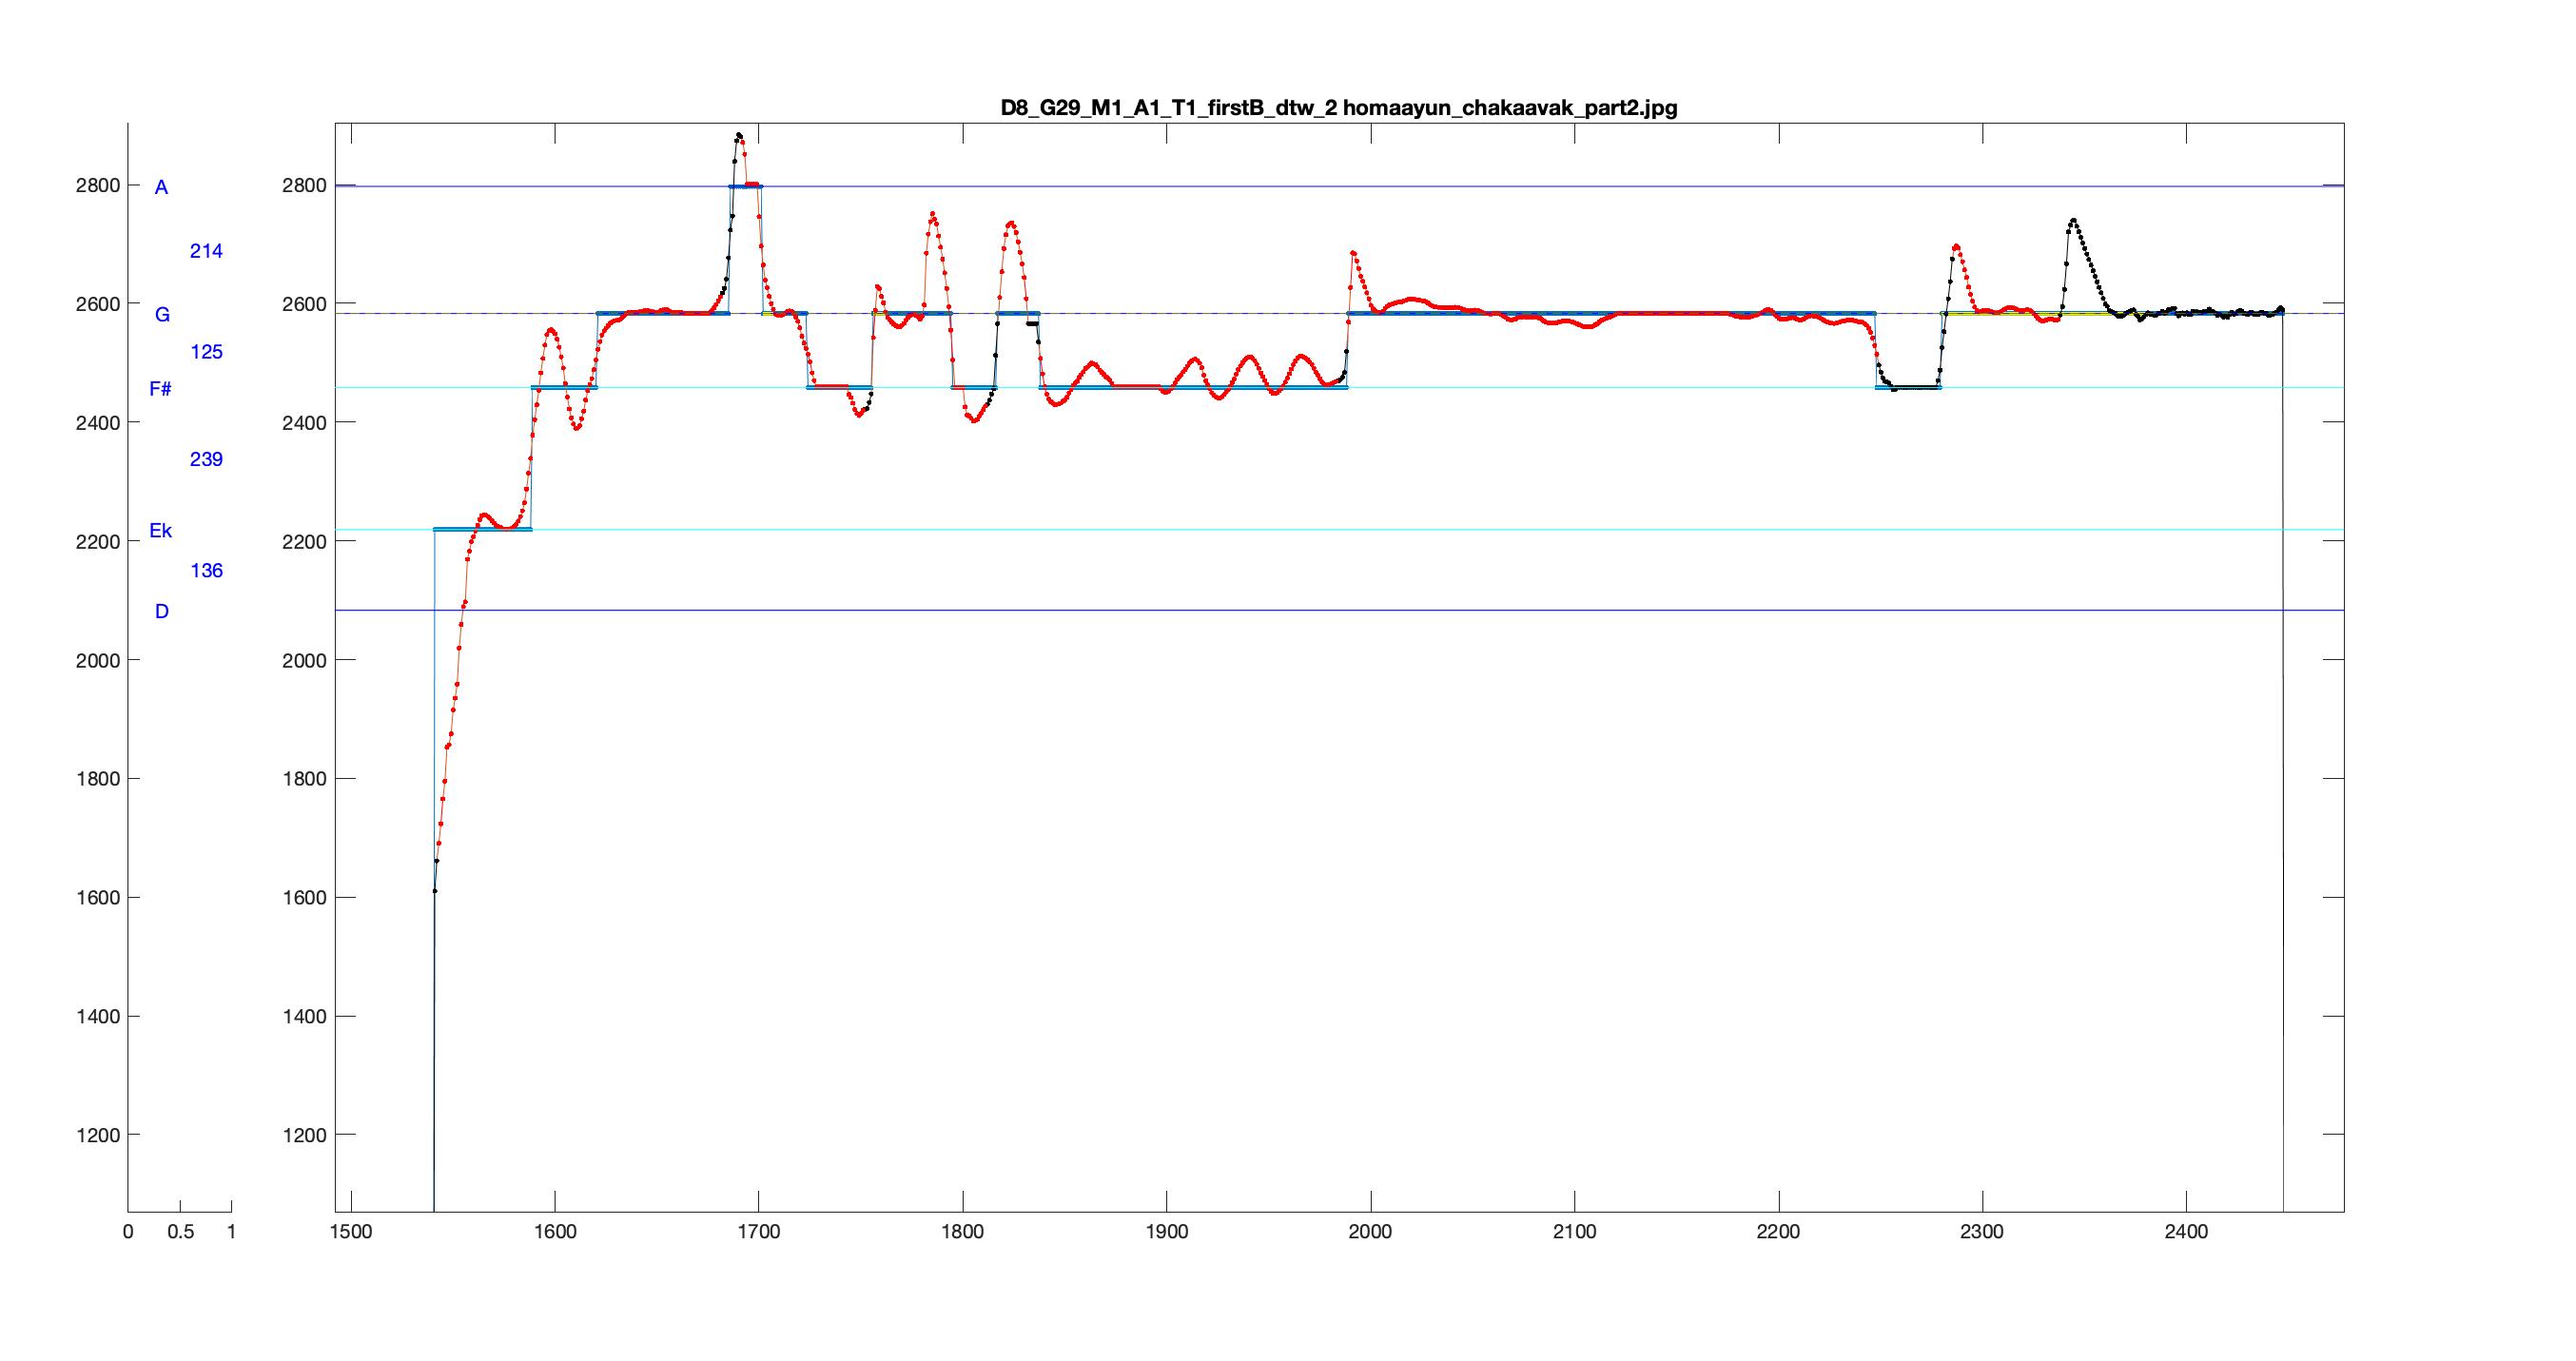 D8_G29_M1_A1_T1_firstB_dtw_2 homaayun_chakaavak_part2.jpg
2800 A 2800
214
2600 G 2600
125
F#
2400 2400
239
Ek
2200 2200
136
D
2000 2000
1800 1800
1600 1600
1400 1400
1200 1200
0 0.5 1 1500 1600 1700 1800 1900 2000 2100 2200 2300 2400